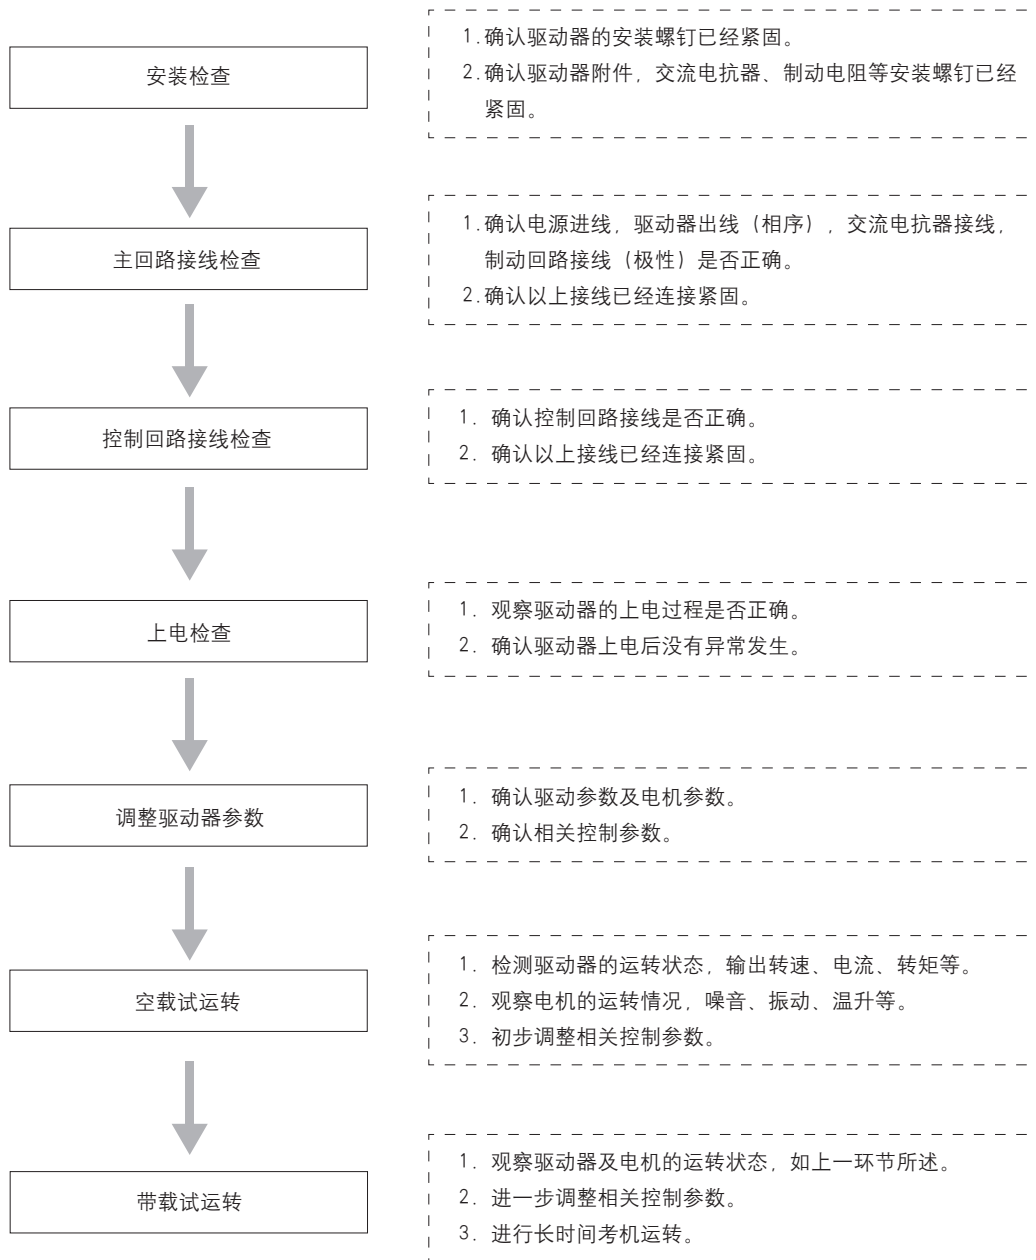 安装检查
1.确认驱动器的安装螺钉已经紧固。
2.确认驱动器附件，交流电抗器、制动电阻等安装螺钉已经
紧固。
主回路接线检查
1.确认电源进线，驱动器出线（相序），交流电抗器接线，
制动回路接线（极性）是否正确。
2.确认以上接线已经连接紧固。
控制回路接线检查
1. 确认控制回路接线是否正确。
2. 确认以上接线已经连接紧固。
上电检查
1. 观察驱动器的上电过程是否正确。
2. 确认驱动器上电后没有异常发生。
调整驱动器参数
1. 确认驱动参数及电机参数。
2. 确认相关控制参数。
空载试运转
1. 检测驱动器的运转状态，输出转速、电流、转矩等。
2. 观察电机的运转情况，噪音、振动、温升等。
3. 初步调整相关控制参数。
带载试运转
1. 观察驱动器及电机的运转状态，如上一环节所述。
2. 进一步调整相关控制参数。
3. 进行长时间考机运转。